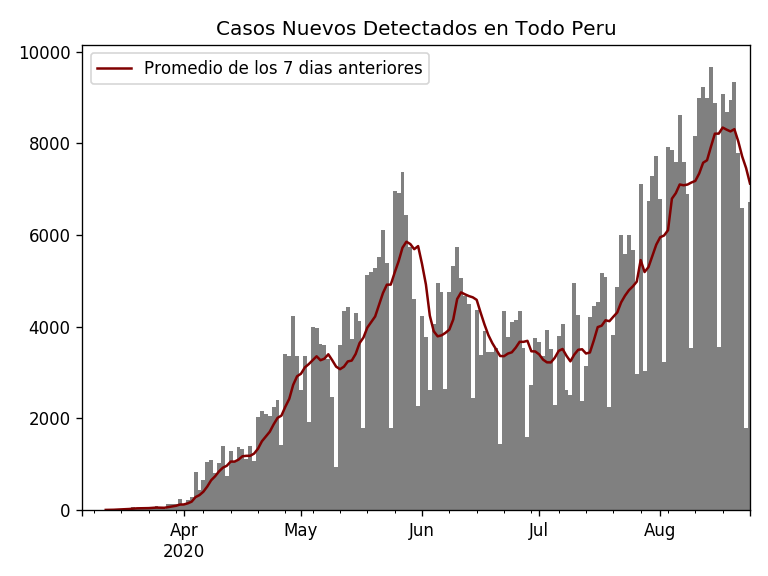 Casos Nuevos Detectados en Todo Peru
Promedio de los 7 dias anteriores
10000
8000
6000
4000
2000
0
Apr
2020
May
Jun
Jul
Aug